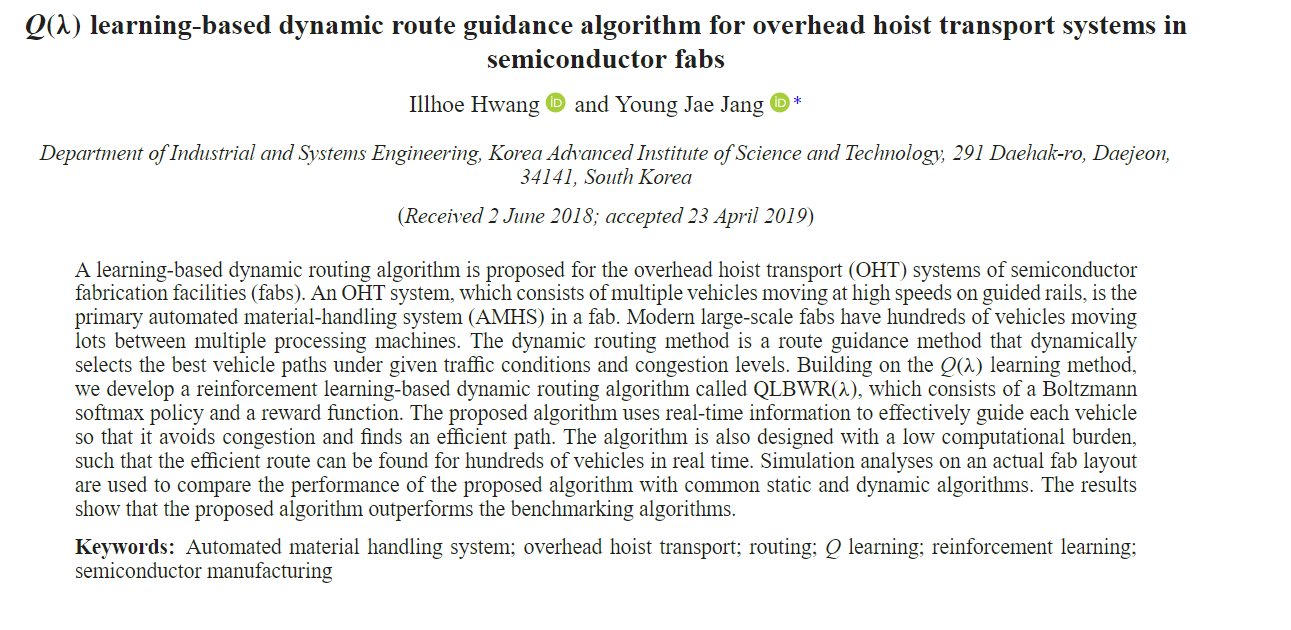 Q(λ) learning-based dynamic route guidance algorithm for overhead hoist transport systems in
semiconductor fabs
Illhoe Hwang iD and Young Jae Jang iD *
Department of Industrial and Systems Engineering, Korea Advanced Institute of Science and Technology, 291 Daehak-ro, Daejeon,
34141, South Korea
(Received 2 June 2018; accepted 23 April 2019)
A learning-based dynamic routing algorithm is proposed for the overhead hoist transport (OHT) systems of semiconductor
fabrication facilities (fabs). An OHT system, which consists of multiple vehicles moving at high speeds on guided rails, is the
primary automated material-handling system (AMHS) in a fab. Modern large-scale fabs have hundreds of vehicles moving
lots between multiple processing machines. The dynamic routing method is a route guidance method that dynamically
selects the best vehicle paths under given traffic conditions and congestion levels. Building on the Q(λ) learning method,
we develop a reinforcement learning-based dynamic routing algorithm called QLBWR(λ), which consists of a Boltzmann
softmax policy and a reward function. The proposed algorithm uses real-time information to effectively guide each vehicle
so that it avoids congestion and finds an efficient path. The algorithm is also designed with a low computational burden,
such that the efficient route can be found for hundreds of vehicles in real time. Simulation analyses on an actual fab layout
are used to compare the performance of the proposed algorithm with common static and dynamic algorithms. The results
show that the proposed algorithm outperforms the benchmarking algorithms.
Keywords: Automated material handling system; overhead hoist transport; routing; Q learning; reinforcement learning;
semiconductor manufacturing